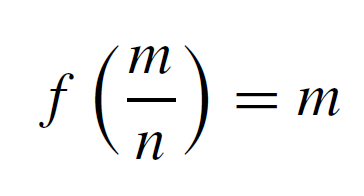 f(m/n) = m